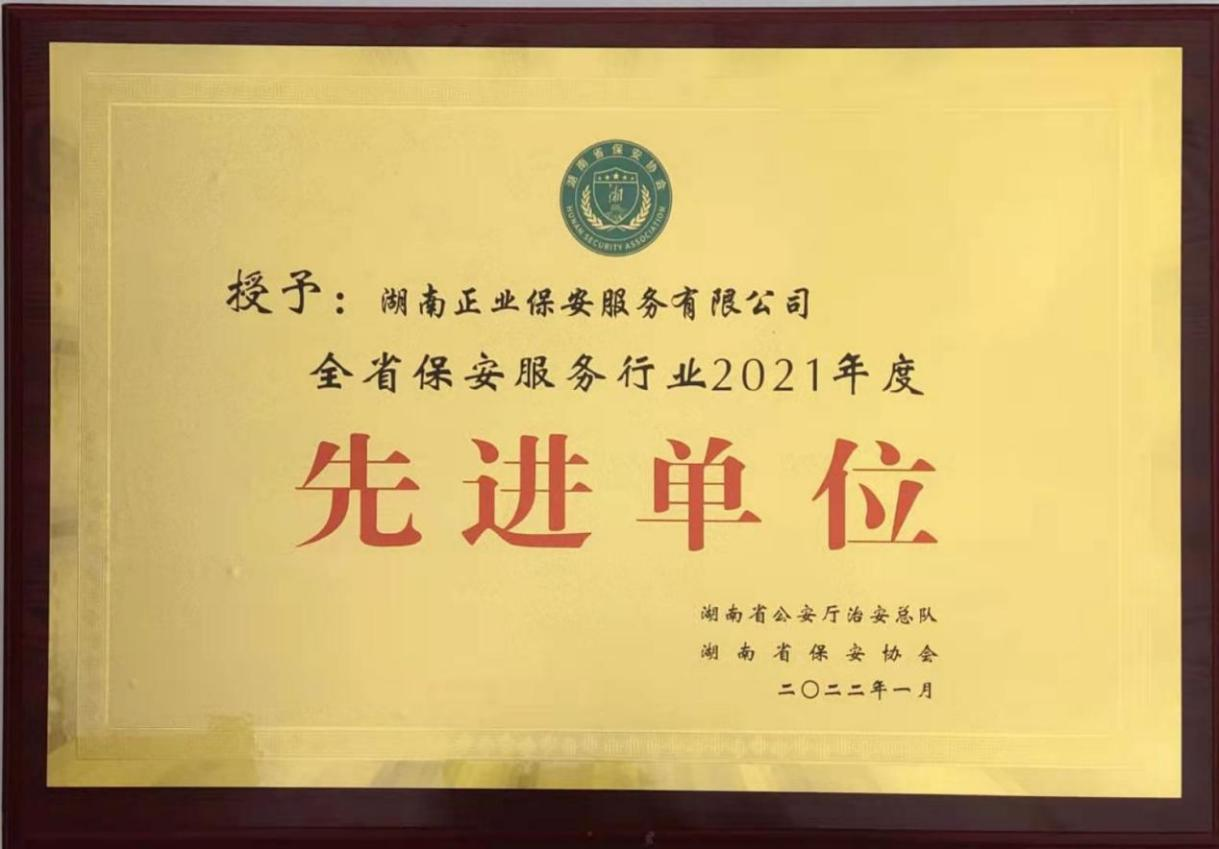 湖南省保安协会
HUNAN SECURITY ASSOCIATION
授予：湖南正业保安服务有限公司
全省保安服务行业2021年度
先进单位
湖南省公安厅治安总队
湖南省保安协会
二〇二二年一月